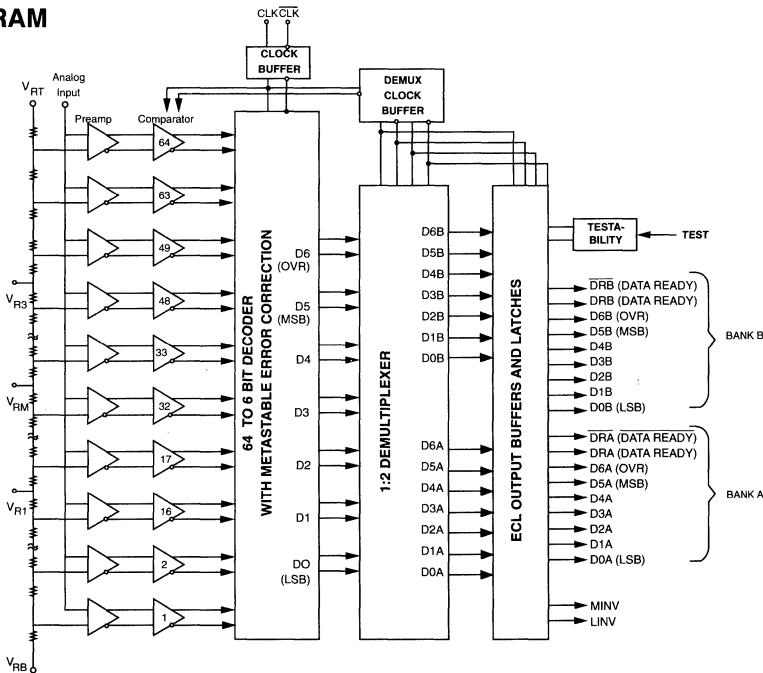 RAM
CLK CLK
CLOCK
BUFFER
DEMUX
CLOCK
BUFFER
Analog
Input
VRT
Preamp
Comparator
64
63
49
48
33
32
17
16
2
1
VR3
VRM
VR1
VRB
64 TO 6 BIT DECODER
WITH METASTABLE ERROR CORRECTION
D6
(OVR)
D5
(MSB)
D4
D3
D2
D1
DO
(LSB)
1:2 DEMULTIPLEXER
D6B
D5B
D4B
D3B
D2B
D1B
D0B
D6A
D5A
D4A
D3A
D2A
D1A
D0A
ECL OUTPUT BUFFERS AND LATCHES
TESTA-
BILITY
TEST
DRB (DATA READY)
DRB (DATA READY)
D6B (OVR)
D5B (MSB)
D4B
D3B
D2B
D1B
D0B (LSB)
BANK B
DRA (DATA READY)
DRA (DATA READY)
D6A (OVR)
D5A (MSB)
D4A
D3A
D2A
D1A
D0A (LSB)
BANK A
MINV
LINV